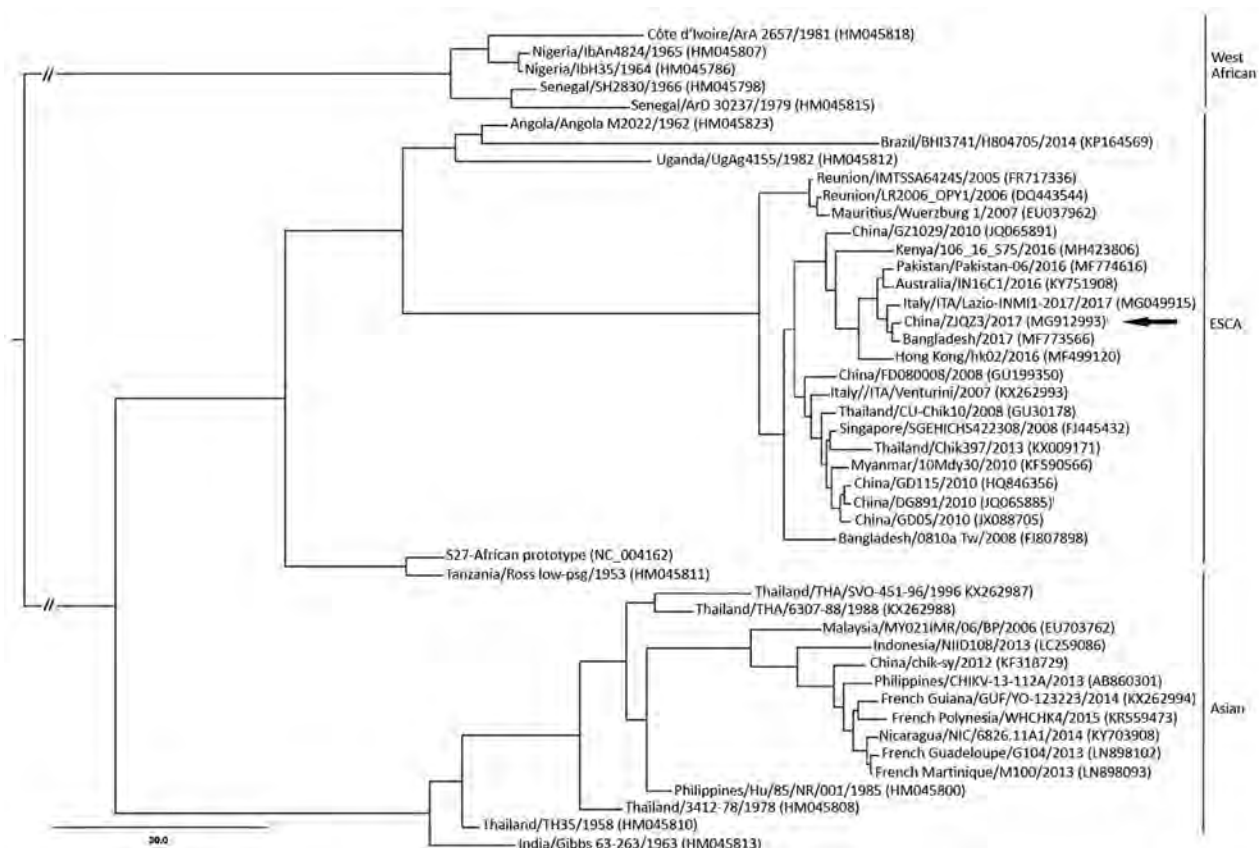 Côte d'Ivoire/ArA 2657/1981 (HM045818)
Nigeria/IbAn4824/1965 (HM045807)
Nigeria/IbH35/1964 (HM045786)
Senegal/SH2830/1966 (HM045798)
Senegal/ArD 30237/1979 (HM045815)
West
African
Angola/Angola M2022/1962 (HM045823)
Brazil/BHI3741/H804705/2014 (KP164569)
Uganda/UgAg4155/1982 (HM045812)
Reunion/IMTSSA6424S/2005 (FR717336)
Reunion/LR2006_OPY1/2006 (DQ443544)
Mauritius/Wuerzburg 1/2007 (EU037962)
China/GZ1029/2010 (JQ065891)
Kenya/106_16_S75/2016 (MH423806)
Pakistan/Pakistan-06/2016 (MF774616)
Australia/IN16C1/2016 (KY751908)
Italy/ITA/Lazio-INMI1-2017/2017 (MG049915)
China/ZJQZ3/2017 (MG912993)
Bangladesh/2017 (MF773566)
Hong Kong/hk02/2016 (MF499120)
ESCA
China/FD080008/2008 (GU199350)
Italy//ITA/Venturini/2007 (KX262993)
Thailand/CU-Chik10/2008 (GU30178)
Singapore/SGEHICHS422308/2008 (FJ445432)
Thailand/Chik397/2013 (KX009171)
Myanmar/10Mdy30/2010 (KF590566)
China/GD115/2010 (HQ846356)
China/DG891/2010 (JQ065885)
China/GD05/2010 (JX088705)
Bangladesh/0810a_Tw/2008 (FJ807898)
S27-African prototype (NC_004162)
Tanzania/Ross low-psg/1953 (HM045811)
Thailand/THA/SVO-451-96/1996 KX262987)
Thailand/THA/6307-88/1988 (KX262988)
Malaysia/MY021IMR/06/BP/2006 (EU703762)
Indonesia/NIID108/2013 (LC259086)
China/chik-sy/2012 (KF318729)
Philippines/CHIKV-13-112A/2013 (AB860301)
French Guiana/GUF/YO-123223/2014 (KX262994)
French Polynesia/WHCHK4/2015 (KR559473)
Nicaragua/NIC/6826.11A1/2014 (KY703908)
French Guadeloupe/G104/2013 (LN898102)
French Martinique/M100/2013 (LN898093)
Asian
Philippines/Hu/85/NR/001/1985 (HM045800)
Thailand/3412-78/1978 (HM045808)
Thailand/TH35/1958 (HM045810)
India/Gibbs 63-263/1963 (HM045813)
30.0